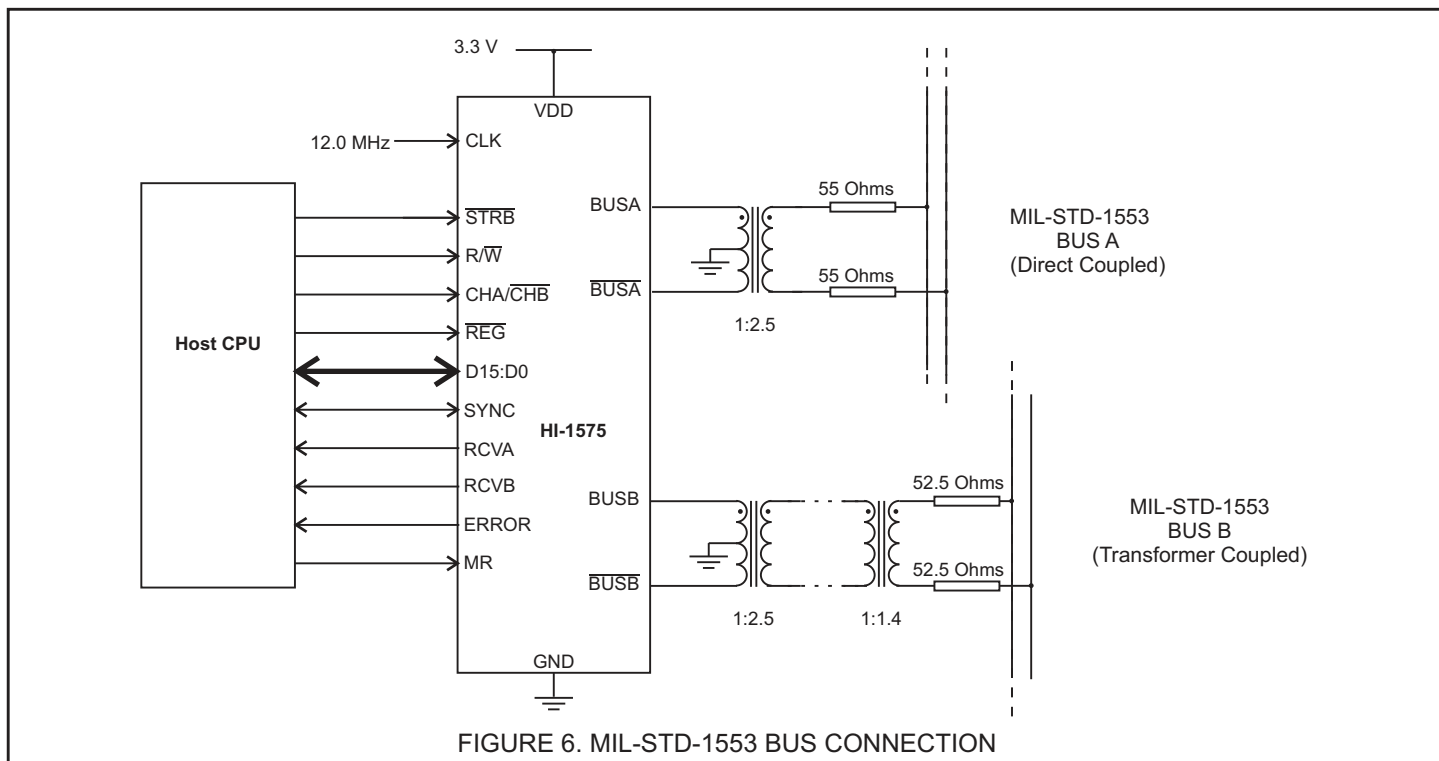 3.3 V
VDD
12.0 MHz
CLK
STRB
R/W
CHA/CHB
REG
D15:D0
SYNC
RCVA
RCVB
ERROR
MR
Host CPU
HI-1575
BUSA
BUSA
BUSB
BUSB
GND
55 Ohms
55 Ohms
1:2.5
MIL-STD-1553
BUS A
(Direct Coupled)
52.5 Ohms
52.5 Ohms
1:2.5
1:1.4
MIL-STD-1553
BUS B
(Transformer Coupled)
FIGURE 6. MIL-STD-1553 BUS CONNECTION